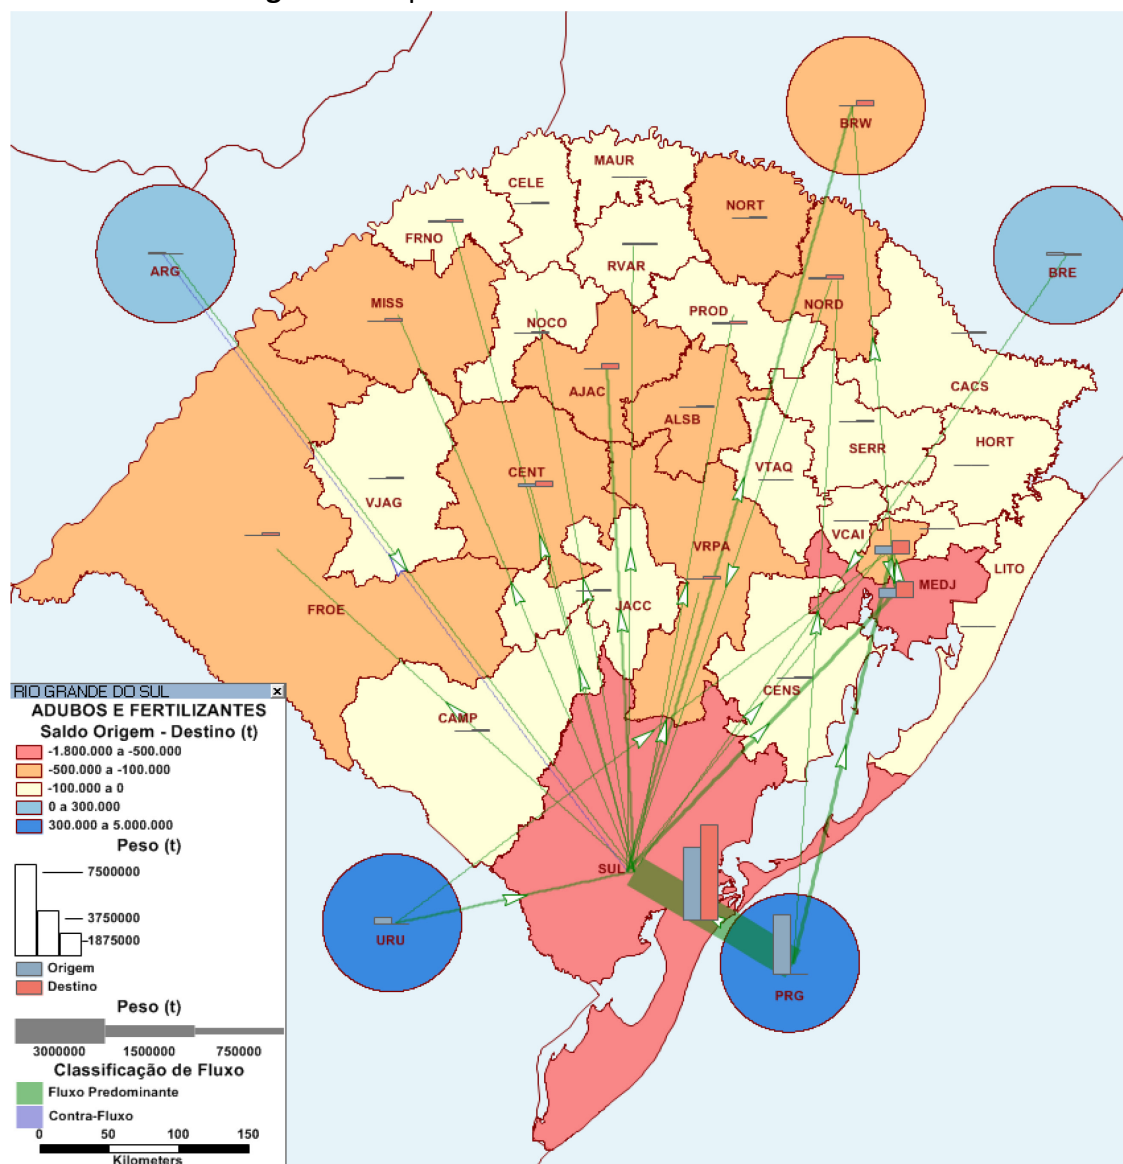 BRW
MAUR
CELE
NORT
FRNO
ARG
RVAR
BRE
MISS
NOCO
PROD
NORD
AJAC
CACS
ALSB
SERR
HORT
CENT
VTAQ
VJAG
VCAI
VRPA
MEDJ
LITO
FROE
JACC
CENS
CAMP
SUL
URU
PRG
RIO GRANDE DO SUL
ADUBOS E FERTILIZANTES
Saldo Origem - Destino (t)
-1.800.000 a -500.000
-500.000 a -100.000
-100.000 a 0
0 a 300.000
300.000 a 5.000.000
Peso (t)
7500000
3750000
1875000
Origem
Destino
Peso (t)
3000000 1500000 750000
Classificação de Fluxo
Fluxo Predominante
Contra-Fluxo
0 50 100 150
Kilometers